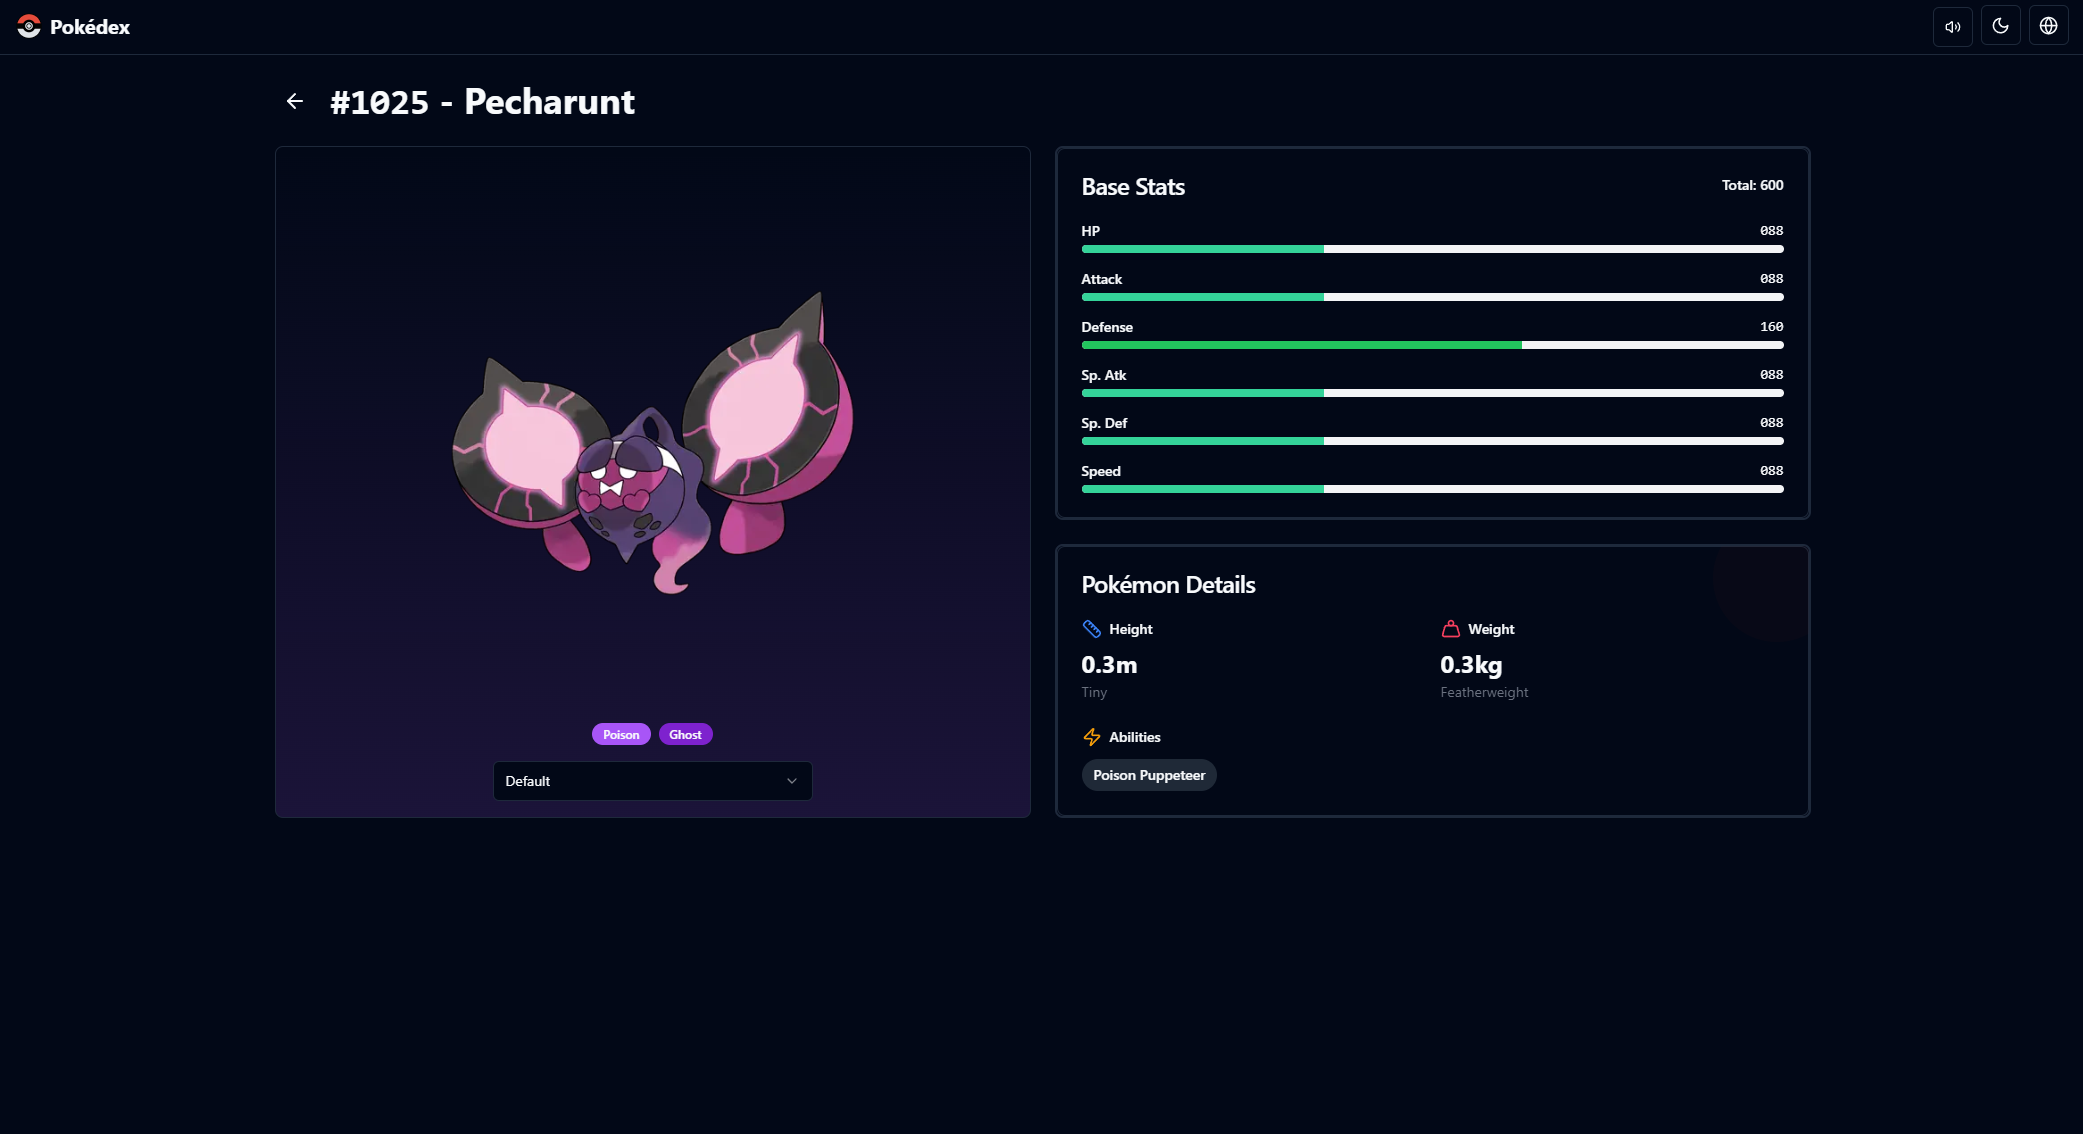 Pokédex
#1025 - Pecharunt
Poison
Ghost
Default
Base Stats
Total: 600
HP
088
Attack
088
Defense
160
Sp. Atk
088
Sp. Def
088
Speed
088
Pokémon Details
Height
0.3m
Tiny
Weight
0.3kg
Featherweight
Abilities
Poison Puppeteer